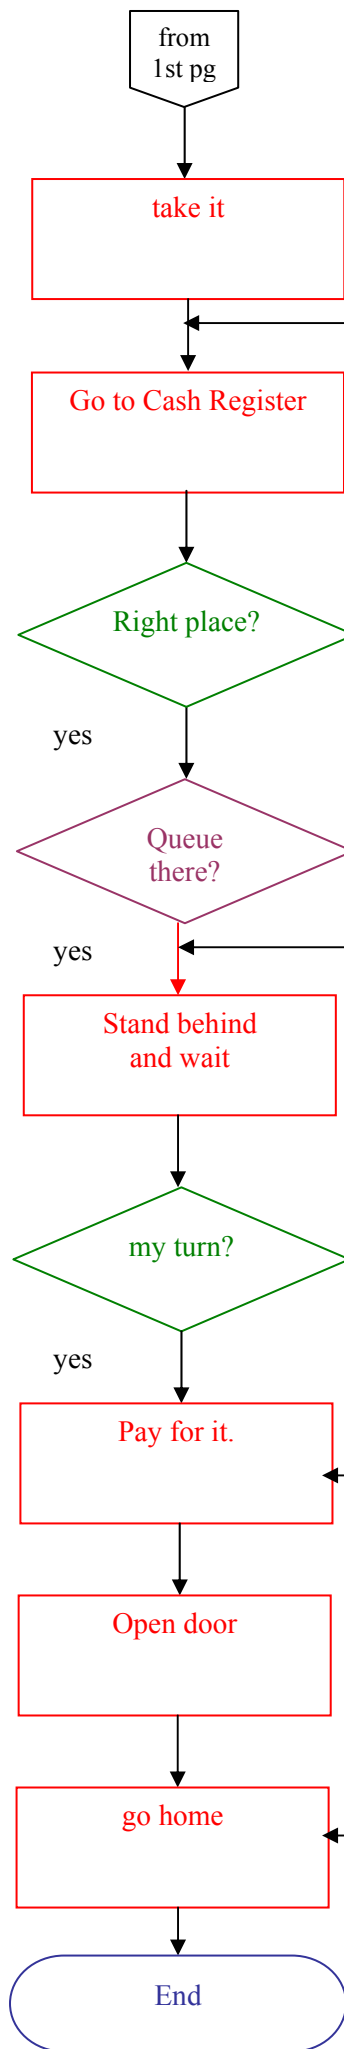 from
1st pg
take it
Go to Cash Register
Right place?
yes
Queue
there?
yes
Stand behind
and wait
my turn?
yes
Pay for it.
Open door
go home
End